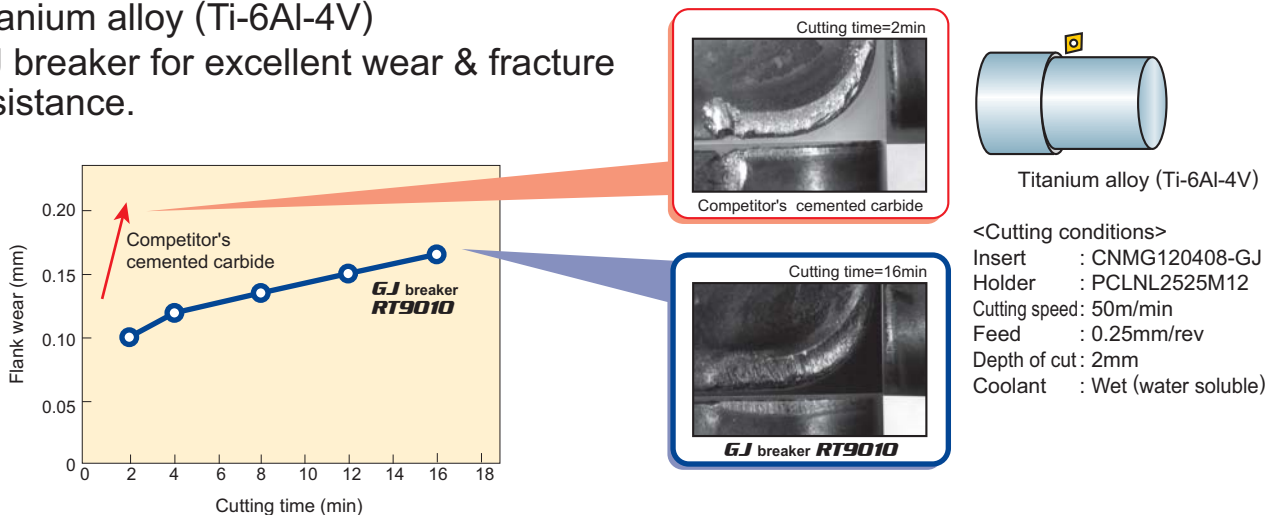 tanium alloy (Ti-6Al-4V)
J breaker for excellent wear & fracture
sistance.
Flank wear (mm)
0.20
0.15
0.10
0.05
0
Competitor's
cemented carbide
GJ breaker
RT9010
0 2 4 6 8 10 12 14 16 18
Cutting time (min)
Cutting time=2min
Competitor's cemented carbide
Cutting time=16min
GJ breaker RT9010
Titanium alloy (Ti-6Al-4V)
<Cutting conditions>
Insert : CNMG120408-GJ
Holder : PCLNL2525M12
Cutting speed : 50m/min
Feed : 0.25mm/rev
Depth of cut : 2mm
Coolant : Wet (water soluble)